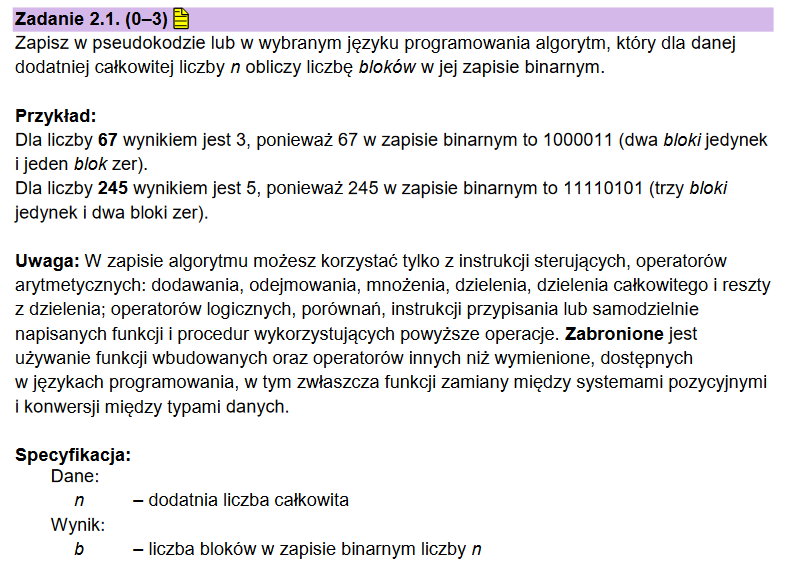 Zadanie 2.1. (0–3)
Zapisz w pseudokodzie lub w wybranym języku programowania algorytm, który dla danej
dodatniej całkowitej liczby n obliczy liczbę bloków w jej zapisie binarnym.
Przykład:
Dla liczby 67 wynikiem jest 3, ponieważ 67 w zapisie binarnym to 1000011 (dwa bloki jedynek
i jeden blok zer).
Dla liczby 245 wynikiem jest 5, ponieważ 245 w zapisie binarnym to 11110101 (trzy bloki
jedynek i dwa bloki zer).
Uwaga: W zapisie algorytmu możesz korzystać tylko z instrukcji sterujących, operatorów
arytmetycznych: dodawania, odejmowania, mnożenia, dzielenia, dzielenia całkowitego i reszty
z dzielenia; operatorów logicznych, porównań, instrukcji przypisania lub samodzielnie
napisanych funkcji i procedur wykorzystujących powyższe operacje. Zabronione jest
używanie funkcji wbudowanych oraz operatorów innych niż wymienione, dostępnych
w językach programowania, w tym zwłaszcza funkcji zamiany między systemami pozycyjnymi
i konwersji między typami danych.
Specyfikacja:
Dane:
n – dodatnia liczba całkowita
Wynik:
b – liczba bloków w zapisie binarnym liczby n